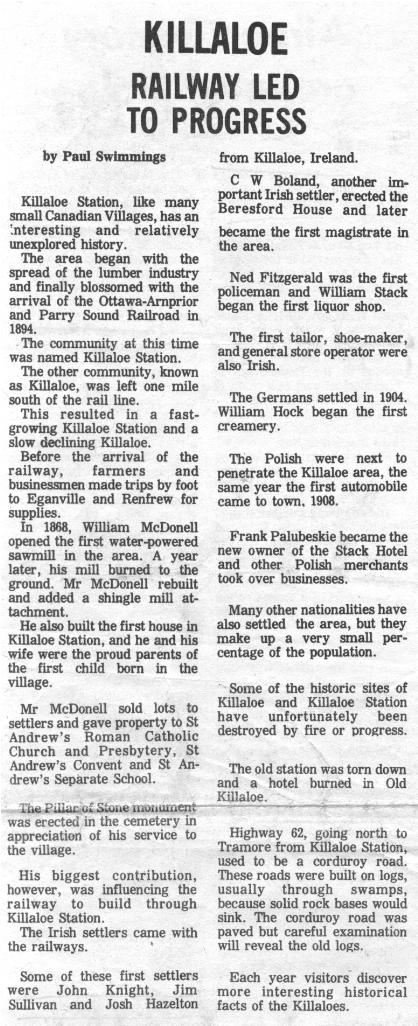 KILLALOE
RAILWAY LED
TO PROGRESS
by Paul Swimmings
Killaloe Station, like many
small Canadian Villages, has an
interesting and relatively
unexplored history.
The area began with the
spread of the lumber industry
and finally blossomed with the
arrival of the Ottawa-Arnprior
and Parry Sound Railroad in
1894.
The community at this time
was named Killaloe Station.
The other community, known
as Killaloe, was left one mile
south of the rail line.
This resulted in a fast-
growing Killaloe Station and a
slow declining Killaloe.
Before the arrival of the
railway, farmers and
businessmen made trips by foot
to Eganville and Renfrew for
supplies.
In 1868, William McDonell
opened the first water-powered
sawmill in the area. A year
later, his mill burned to the
ground. Mr McDonell rebuilt
and added a shingle mill at-
tachment.
He also built the first house in
Killaloe Station, and he and his
wife were the proud parents of
the first child born in the
village.
Mr McDonell sold lots to
settlers and gave property to St
Andrew's Roman Catholic
Church and Presbytery, St
Andrew's Convent and St An-
drew's Separate School.
The Pillar of Stone monument
was erected in the cemetery in
appreciation of his service to
the village.
His biggest contribution,
however, was influencing the
railway to build through
Killaloe Station.
The Irish settlers came with
the railways.
Some of these first settlers
were John Knight, Jim
Sullivan and Josh Hazelton
from Killaloe, Ireland.
C W Boland, another im-
portant Irish settler, erected the
Beresford House and later
became the first magistrate in
the area.
Ned Fitzgerald was the first
policeman and William Stack
began the first liquor shop.
The first tailor, shoe-maker,
and general store operator were
also Irish.
The Germans settled in 1904.
William Hock began the first
creamery.
The Polish were next to
penetrate the Killaloe area, the
same year the first automobile
came to town, 1908.
Frank Palubeskie became the
new owner of the Stack Hotel
and other Polish merchants
took over businesses.
Many other nationalities have
also settled the area, but they
make up a very small per-
centage of the population.
Some of the historic sites of
Killaloe and Killaloe Station
have unfortunately been
destroyed by fire or progress.
The old station was torn down
and a hotel burned in Old
Killaloe.
Highway 62, going north to
Tramore from Killaloe Station,
used to be a corduroy road.
These roads were built on logs,
usually through swamps,
because solid rock bases would
sink. The corduroy road was
paved but careful examination
will reveal the old logs.
Each year visitors discover
more interesting historical
facts of the Killaloes.